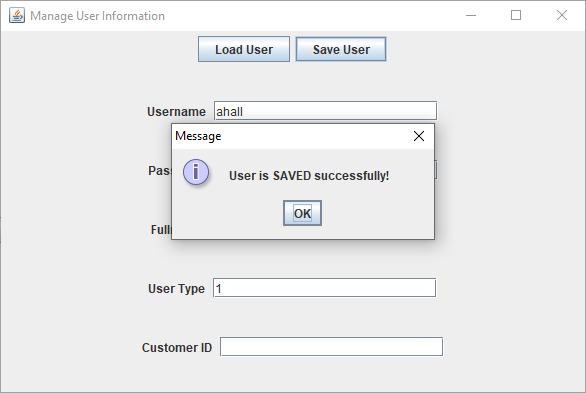 Manage User Information
Load User Save User
Username ahall
Message
Pass
User is SAVED successfully!
OK
Full
User Type 1
Customer ID